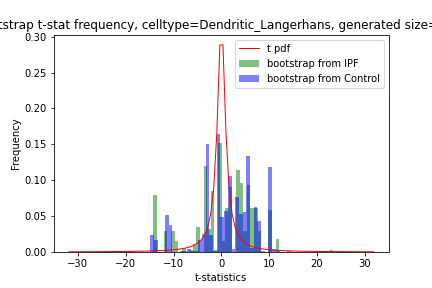 tstrap t-stat frequency, celltype=Dendritic_Langerhans, generated size=
t pdf
bootstrap from IPF
bootstrap from Control
Frequency
0.30
0.25
0.20
0.15
0.10
0.05
0.00
−30 −20 −10 0 10 20 30
t-statistics